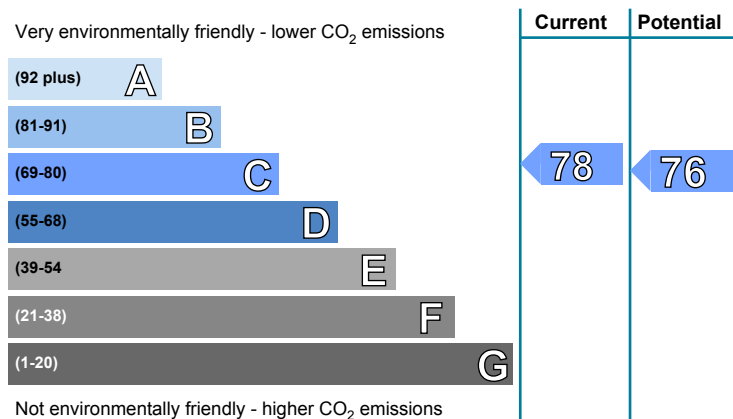 Very environmentally friendly - lower CO2 emissions
Current Potential
(92 plus) A
(81-91) B
(69-80) C
78 76
(55-68) D
(39-54 E
(21-38) F
(1-20) G
Not environmentally friendly - higher CO2 emissions